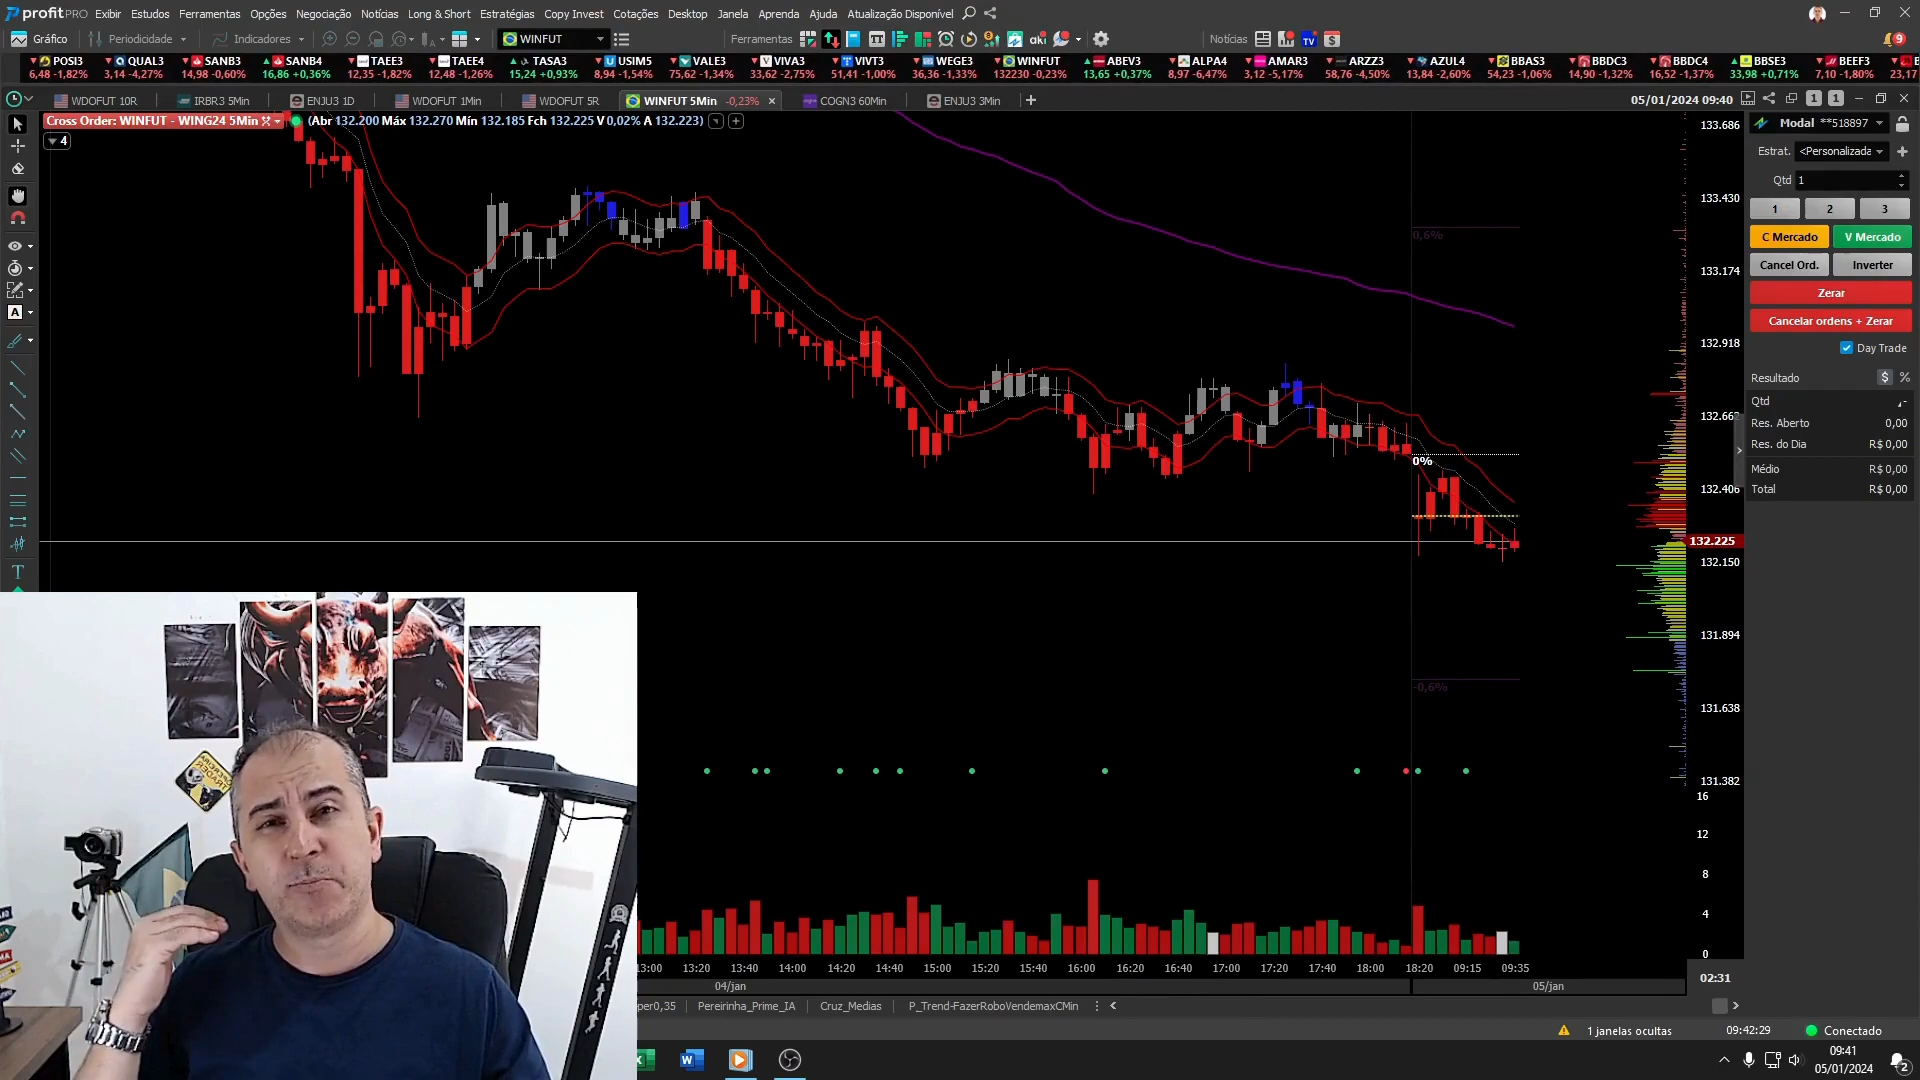 profit PRO Exibir Estudos Ferramentas Opções Negociação Notícias Long & Short Estratégias Copy Invest Cotações Desktop Janela Aprenda Ajuda Atualização Disponível
Gráfico Periodicidade Indicadores WINFUT Ferramentas aki TV Notícias $ 9
POSI3 QUAL3 SANB3 SANB4 TAEE3 TAEE4 TASA3 USIM5 VALE3 VIVA3 VIVT3 WEGE3 WINFUT ABEV3 ALPA4 AMAR3 ARZZ3 AZUL4 BBAS3 BBDC3 BBDC4 BBSE3 BEEF3
6,48 -1,82% 3,14 -4,27% 14,98 -0,60% 16,86 +0,36% 12,35 -1,82% 12,48 -1,26% 15,24 +0,93% 8,94 -1,54% 75,62 -1,34% 33,62 -2,75% 51,41 -1,00% 36,36 -1,33% 132230 -0,23% 13,65 +0,37% 8,97 -6,47% 3,12 -5,17% 58,76 -4,50% 13,84 -2,60% 54,23 -1,06% 14,90 -1,32% 16,52 -1,37% 33,98 +0,71% 7,10 -1,80% 23,17
WDOFUT 10R IRBR3 5Min ENJU3 1D WDOFUT 1Min WDOFUT 5R WINFUT 5Min -0,23% × COGN3 60Min ENJU3 3Min + 05/01/2024 09:40 1 1
Cross Order: WINFUT - WING24 5Min (Abr 132.200 Máx 132.270 Mín 132.185 Fch 132.225 V 0,02% A 132.223)
4
133.686
133.430
133.174
132.918
132.662
132.406
132.225
132.150
131.894
131.638
131.382
0,6%
0%
-0,6%
16
12
8
4
0
Modal **518897
Estrat. <Personalizada
Qtd 1
1 2 3
C Mercado V Mercado
Cancel Ord. Inverter
Zerar
Cancelar ordens + Zerar
Day Trade
Resultado $ %
Qtd -
Res. Aberto 0,00
Res. do Dia R$ 0,00
Médio R$ 0,00
Total R$ 0,00
A
T
13:00 13:20 13:40 14:00 14:20 14:40 15:00 15:20 15:40 16:00 16:20 16:40 17:00 17:20 17:40 18:00 18:20 09:15 09:35 02:31
04/jan 05/jan
per0,35 Pereirinha_Prime_IA Cruz_Medias P_Trend-FazerRoboVendemaxCMin
1 janelas ocultas 09:42:29 Conectado
W
09:41
05/01/2024
2